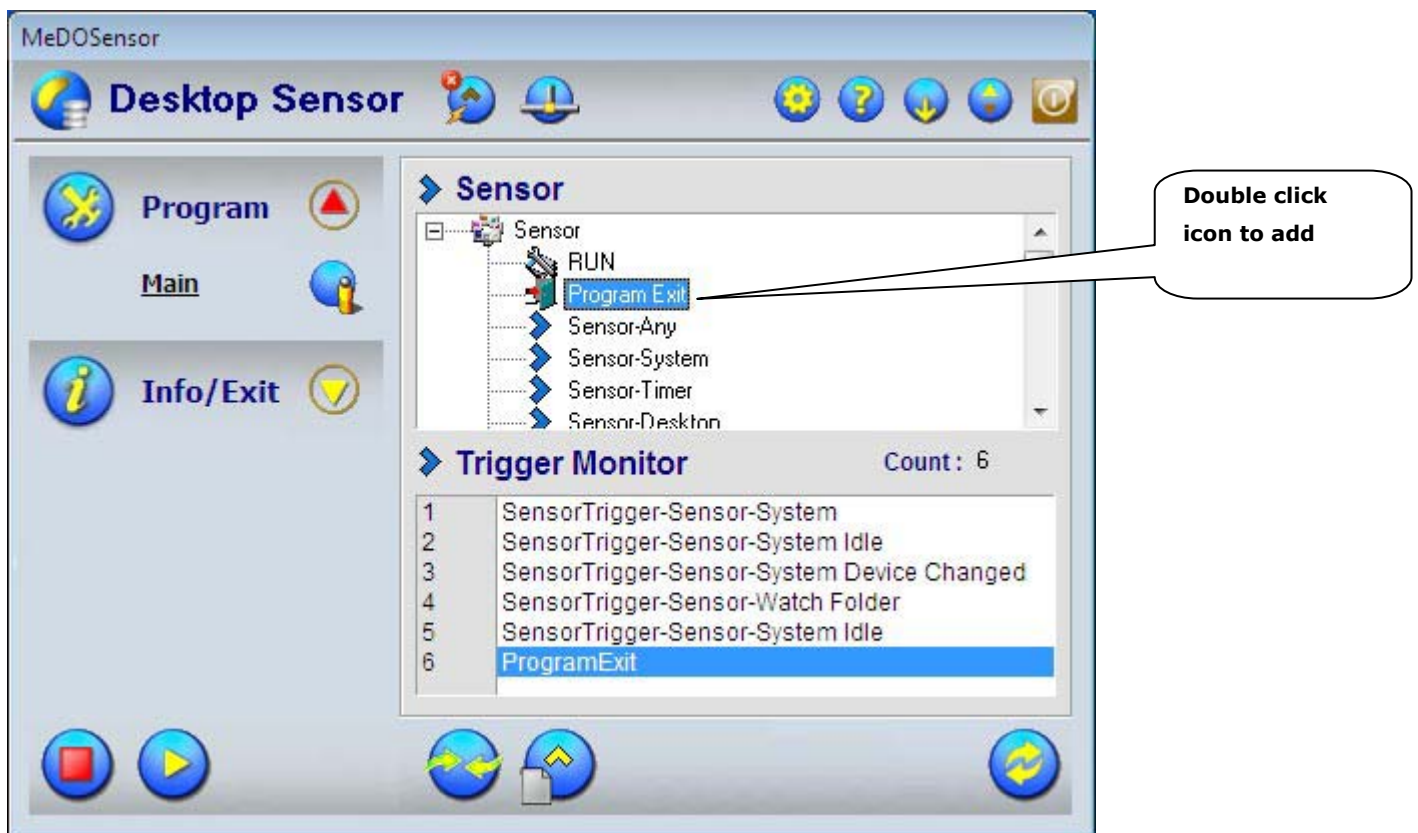 MeDOSensor
Desktop Sensor
Program
Main
Info/Exit
Sensor
Sensor
RUN
Program Exit
Sensor-Any
Sensor-System
Sensor-Timer
Sensor-Desktop
Trigger Monitor Count: 6
1 SensorTrigger-Sensor-System
2 SensorTrigger-Sensor-System Idle
3 SensorTrigger-Sensor-System Device Changed
4 SensorTrigger-Sensor-Watch Folder
5 SensorTrigger-Sensor-System Idle
6 ProgramExit
Double click
icon to add